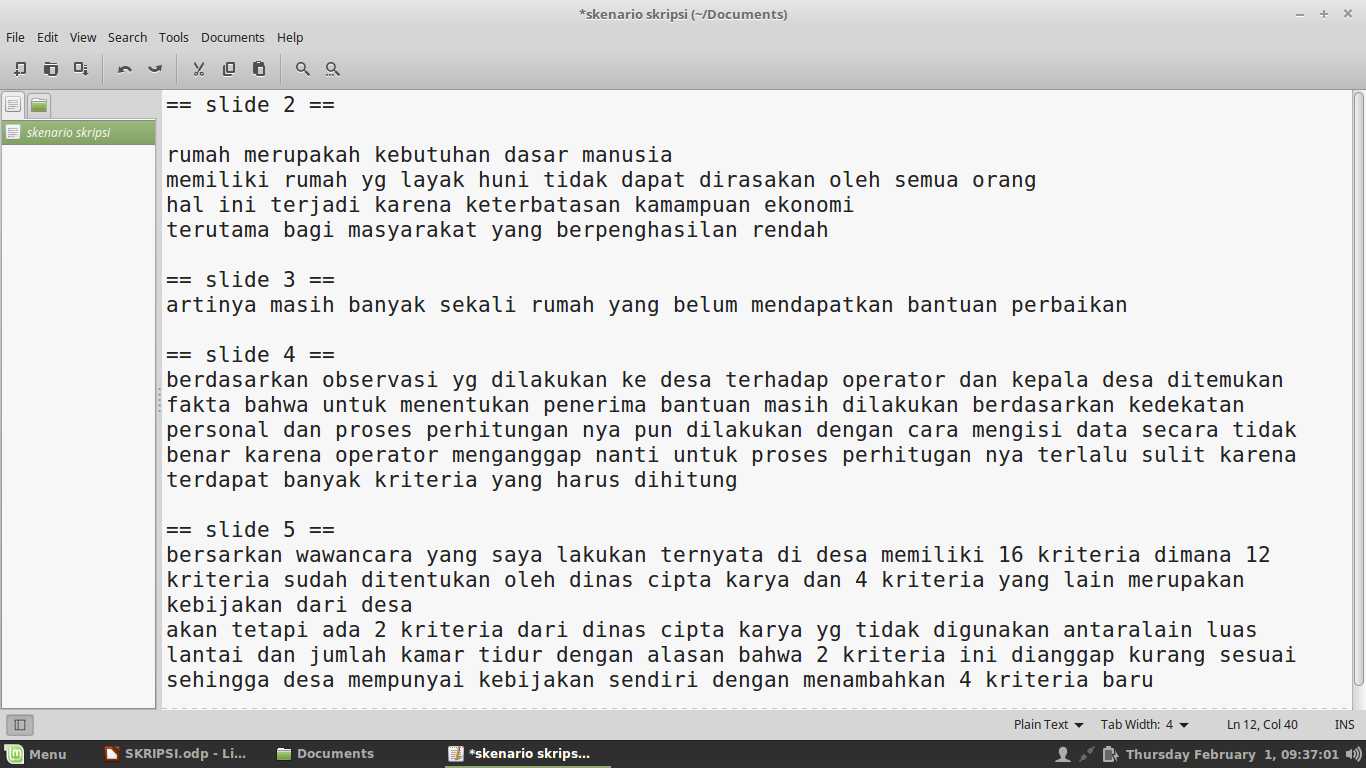 *skenario skripsi (~/Documents)
File Edit View Search Tools Documents Help
skenario skripsi
== slide 2 ==
rumah merupakah kebutuhan dasar manusia
memiliki rumah yg layak huni tidak dapat dirasakan oleh semua orang
hal ini terjadi karena keterbatasan kamampuan ekonomi
terutama bagi masyarakat yang berpenghasilan rendah
== slide 3 ==
artinya masih banyak sekali rumah yang belum mendapatkan bantuan perbaikan
== slide 4 ==
berdasarkan observasi yg dilakukan ke desa terhadap operator dan kepala desa ditemukan
fakta bahwa untuk menentukan penerima bantuan masih dilakukan berdasarkan kedekatan
personal dan proses perhitungan nya pun dilakukan dengan cara mengisi data secara tidak
benar karena operator menganggap nanti untuk proses perhitugan nya terlalu sulit karena
terdapat banyak kriteria yang harus dihitung
== slide 5 ==
bersarkan wawancara yang saya lakukan ternyata di desa memiliki 16 kriteria dimana 12
kriteria sudah ditentukan oleh dinas cipta karya dan 4 kriteria yang lain merupakan
kebijakan dari desa
akan tetapi ada 2 kriteria dari dinas cipta karya yg tidak digunakan antaralain luas
lantai dan jumlah kamar tidur dengan alasan bahwa 2 kriteria ini dianggap kurang sesuai
sehingga desa mempunyai kebijakan sendiri dengan menambahkan 4 kriteria baru
Plain Text Tab Width: 4 Ln 12, Col 40 INS
Menu SKRIPSI.odp - Li... Documents *skenario skrips... Thursday February 1, 09:37:01